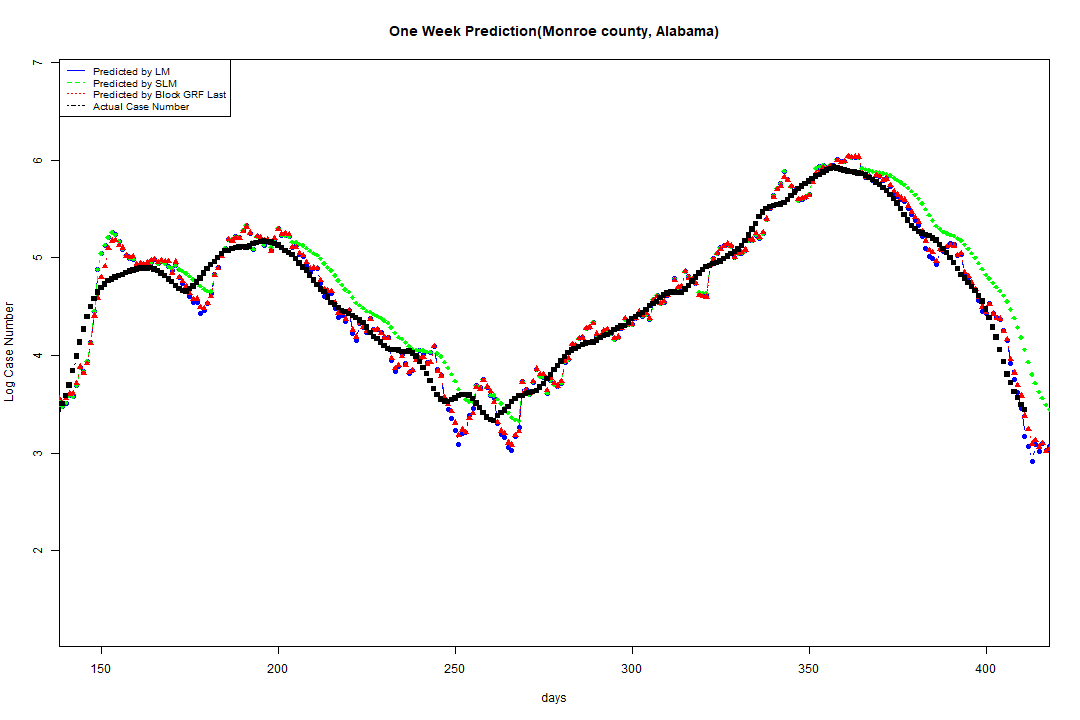 One Week Prediction(Monroe county, Alabama)
Predicted by LM
Predicted by SLM
Predicted by Block GRF Last
Actual Case Number
7
6
5
4
3
2
Log Case Number
150 200 250 300 350 400
days